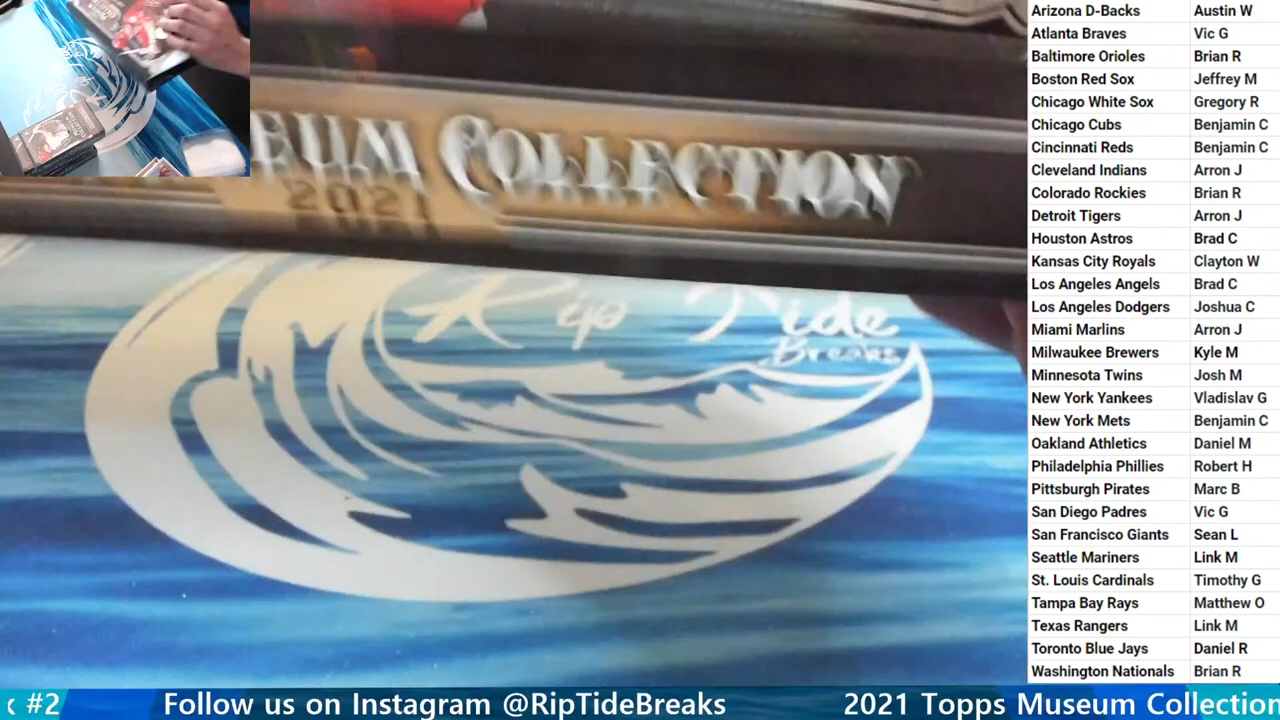 EUM COLLECTION
2021
Rip Tide
Breaks
Arizona D-Backs Austin W
Atlanta Braves Vic G
Baltimore Orioles Brian R
Boston Red Sox Jeffrey M
Chicago White Sox Gregory R
Chicago Cubs Benjamin C
Cincinnati Reds Benjamin C
Cleveland Indians Arron J
Colorado Rockies Brian R
Detroit Tigers Arron J
Houston Astros Brad C
Kansas City Royals Clayton W
Los Angeles Angels Brad C
Los Angeles Dodgers Joshua C
Miami Marlins Arron J
Milwaukee Brewers Kyle M
Minnesota Twins Josh M
New York Yankees Vladislav G
New York Mets Benjamin C
Oakland Athletics Daniel M
Philadelphia Phillies Robert H
Pittsburgh Pirates Marc B
San Diego Padres Vic G
San Francisco Giants Sean L
Seattle Mariners Link M
St. Louis Cardinals Timothy G
Tampa Bay Rays Matthew O
Texas Rangers Link M
Toronto Blue Jays Daniel R
Washington Nationals Brian R
#2 Follow us on Instagram @RipTideBreaks 2021 Topps Museum Collection